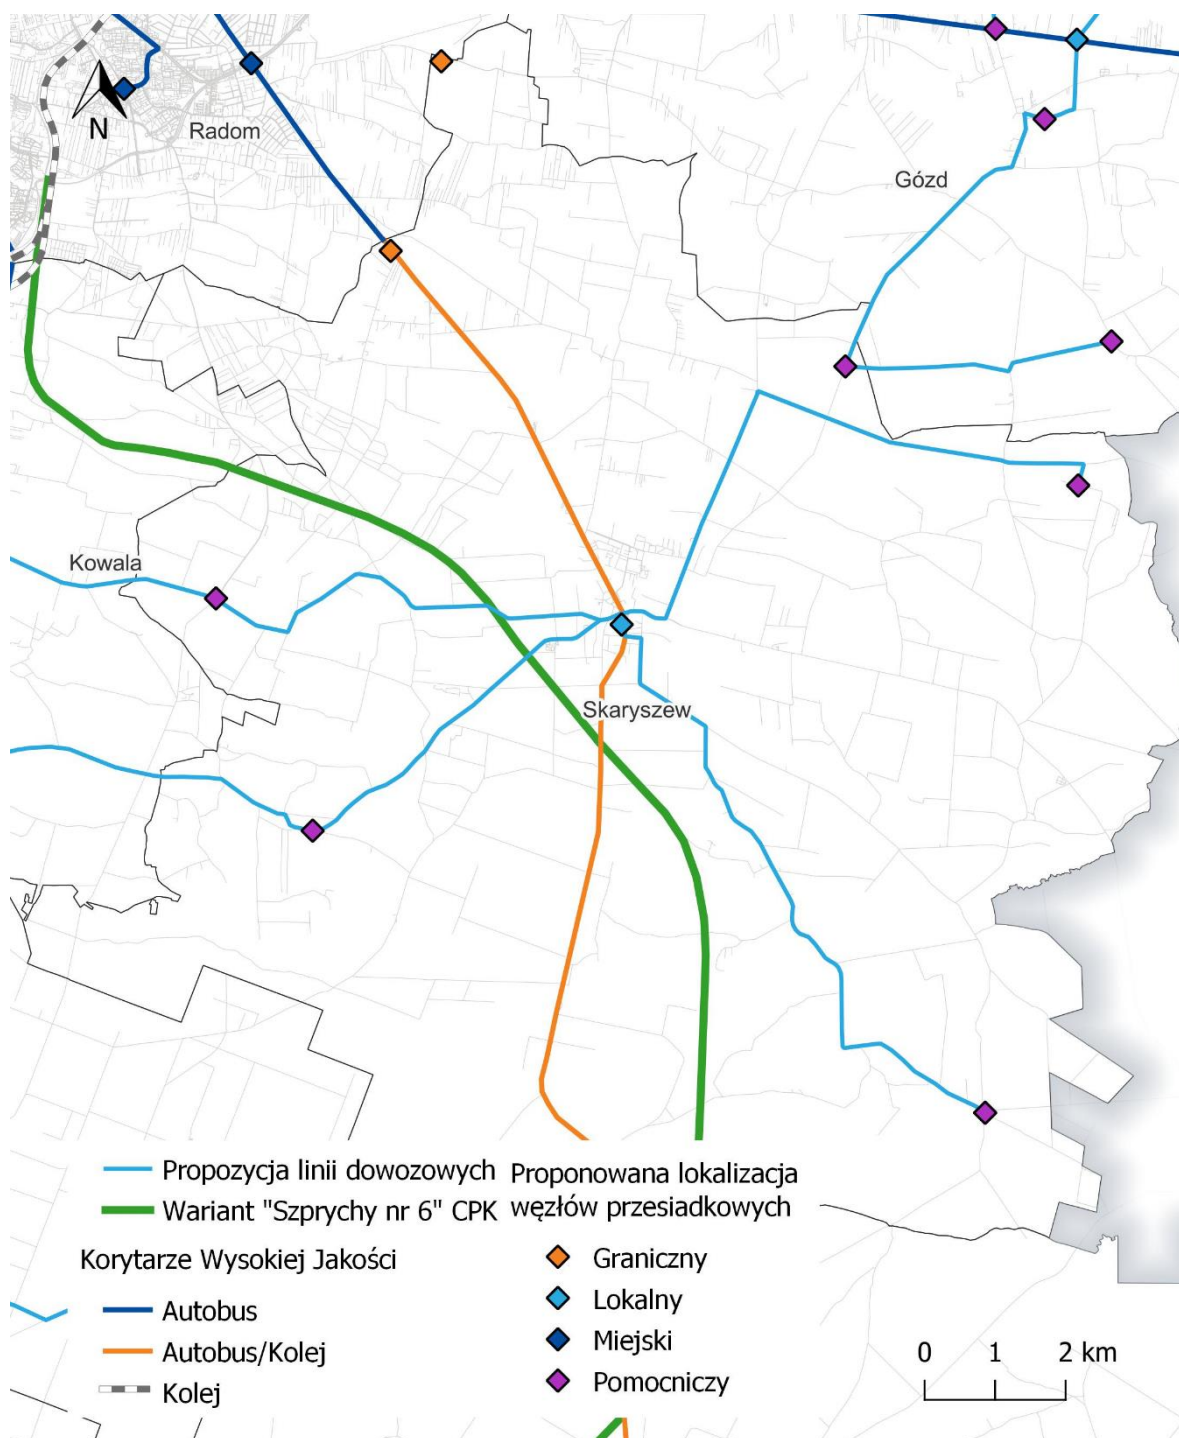 N
Radom
Gózd
Kowala
Skaryszew
Propozycja linii dowozowych
Wariant "Szprychy nr 6" CPK
Korytarze Wysokiej Jakości
Autobus
Autobus/Kolej
Kolej
Proponowana lokalizacja
węzłów przesiadkowych
Graniczny
Lokalny
Miejski
Pomocniczy
0 1 2 km